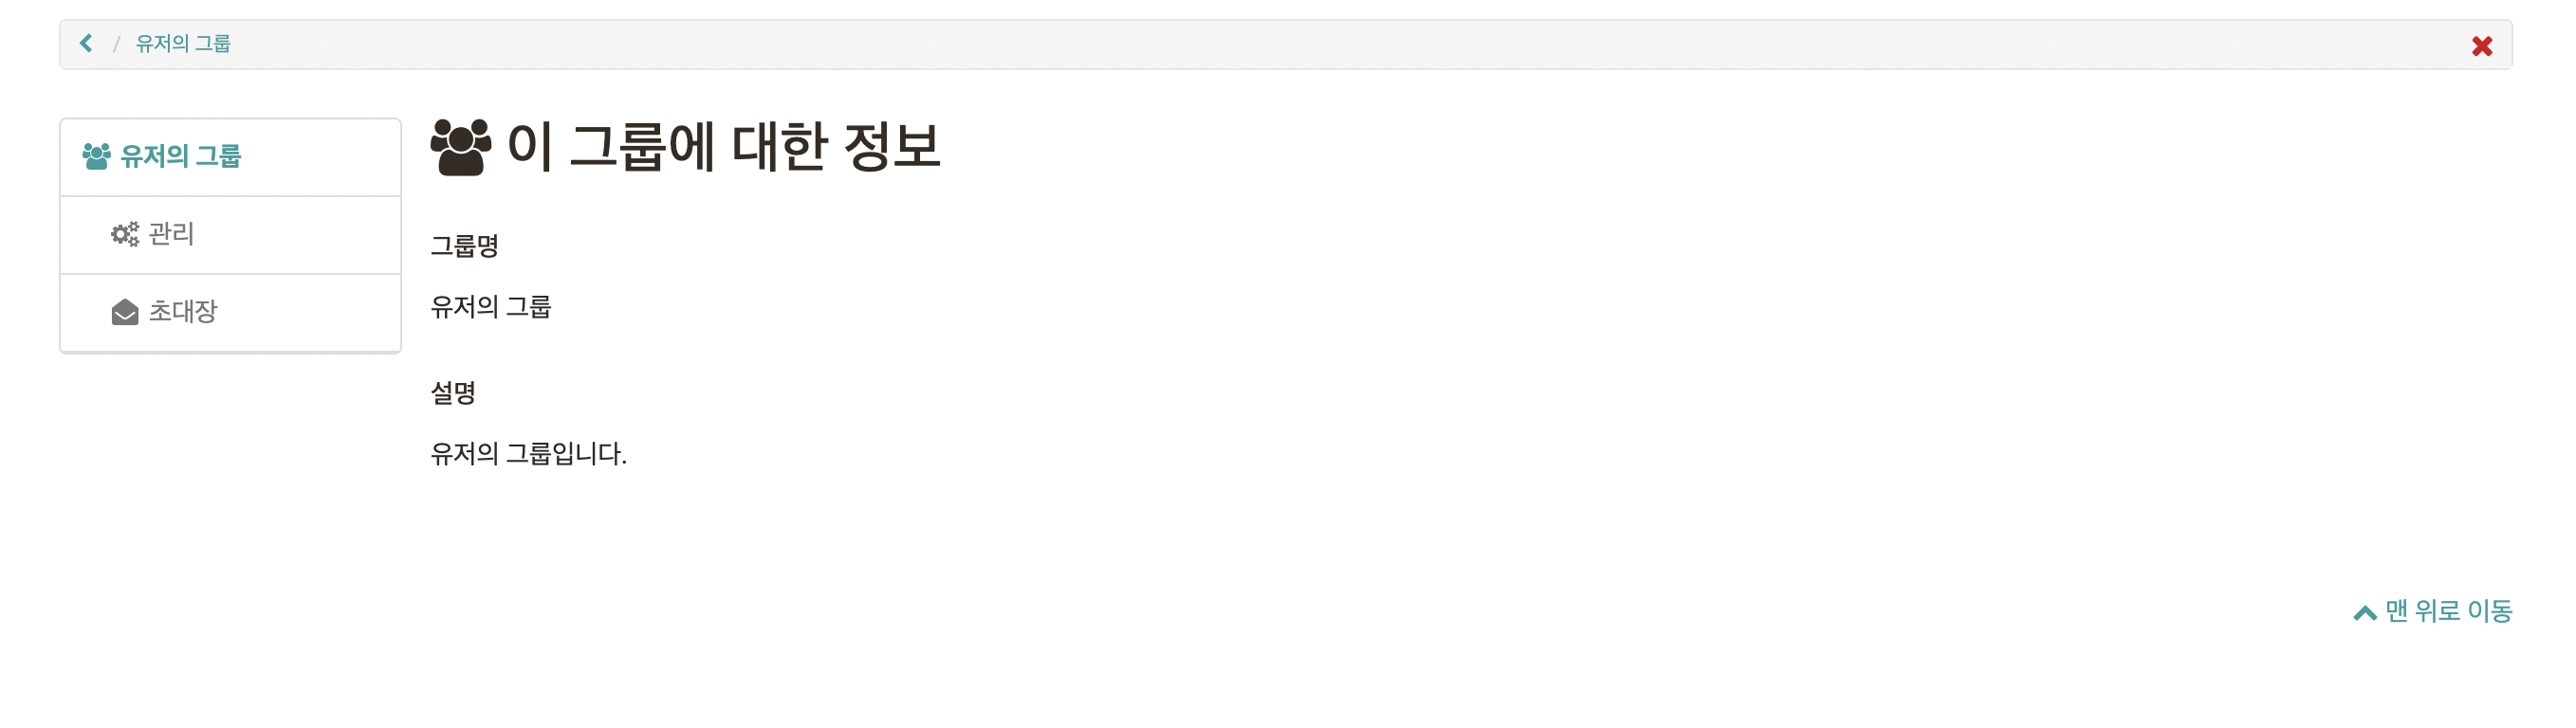 / 유저의 그룹
유저의 그룹
관리
초대장
이 그룹에 대한 정보
그룹명
유저의 그룹
설명
유저의 그룹입니다.
맨 위로 이동